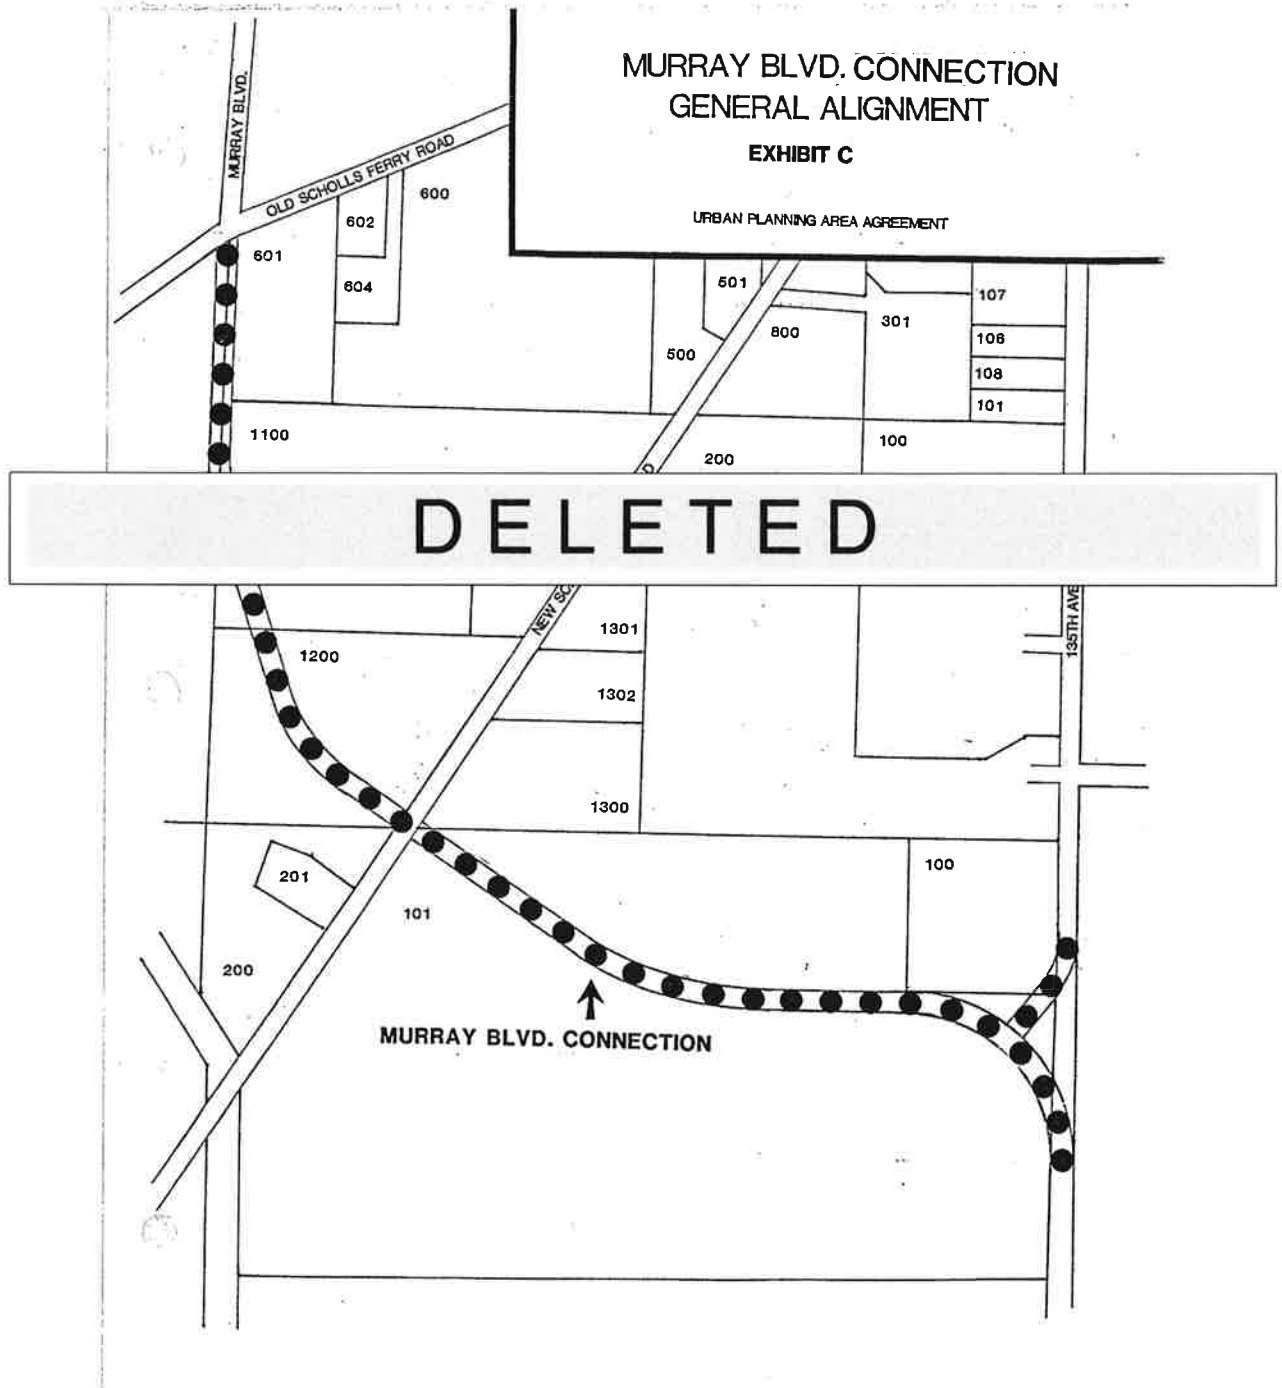 MURRAY BLVD. CONNECTION
GENERAL ALIGNMENT
EXHIBIT C
URBAN PLANNING AREA AGREEMENT
MURRAY BLVD.
OLD SCHOLLS FERRY ROAD
600
602
601
604
501
107
800
301
106
500
108
101
1100
100
200
D
DELETED
NEW SC
135TH AVE
1301
1200
1302
1300
100
201
101
200
MURRAY BLVD. CONNECTION